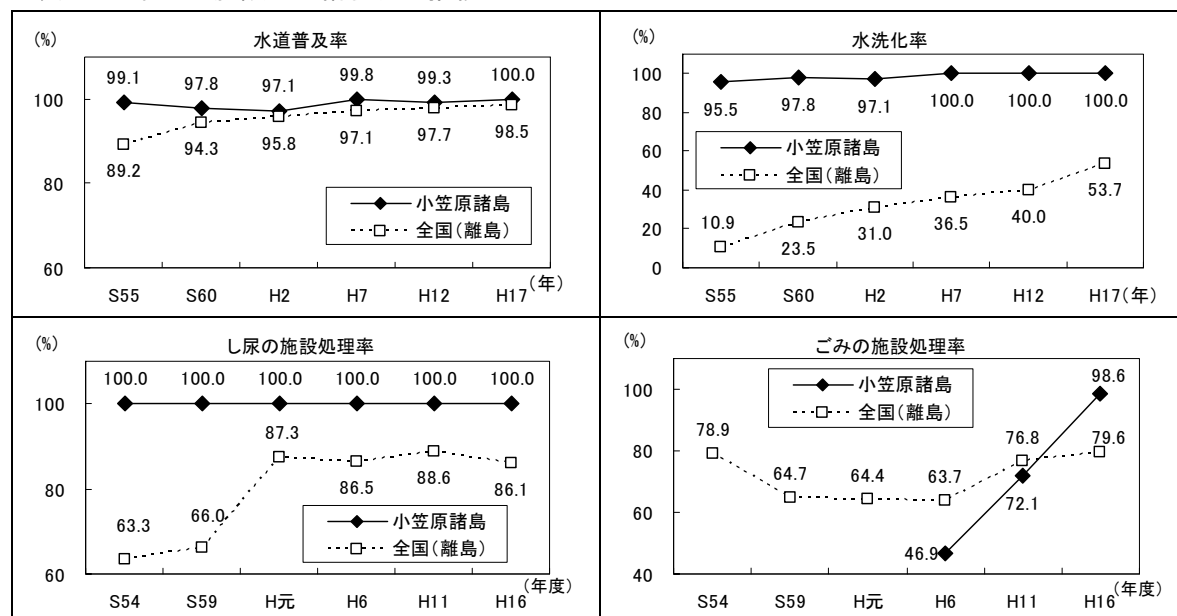 (%)
水道普及率
99.1 97.8 97.1 99.8 99.3 100.0
100
89.2 94.3 95.8 97.1 97.7 98.5
80
小笠原諸島
全国(離島)
60
S55 S60 H2 H7 H12 H17 (年)
(%)
水洗化率
100
95.5 97.8 97.1 100.0 100.0 100.0
80
60
小笠原諸島
全国(離島)
40
10.9 23.5 31.0 36.5 40.0 53.7
20
0
S55 S60 H2 H7 H12 H17(年)
(%)
し尿の施設処理率
100.0 100.0 100.0 100.0 100.0 100.0
100
63.3 66.0 87.3 86.5 88.6 86.1
80
小笠原諸島
全国(離島)
60
S54 S59 H元 H6 H11 H16 (年度)
(%)
ごみの施設処理率
小笠原諸島
全国(離島)
100
98.6
78.9 64.7 64.4 63.7 76.8 79.6
80
72.1
60
46.9
40
S54 S59 H元 H6 H11 H16 (年度)